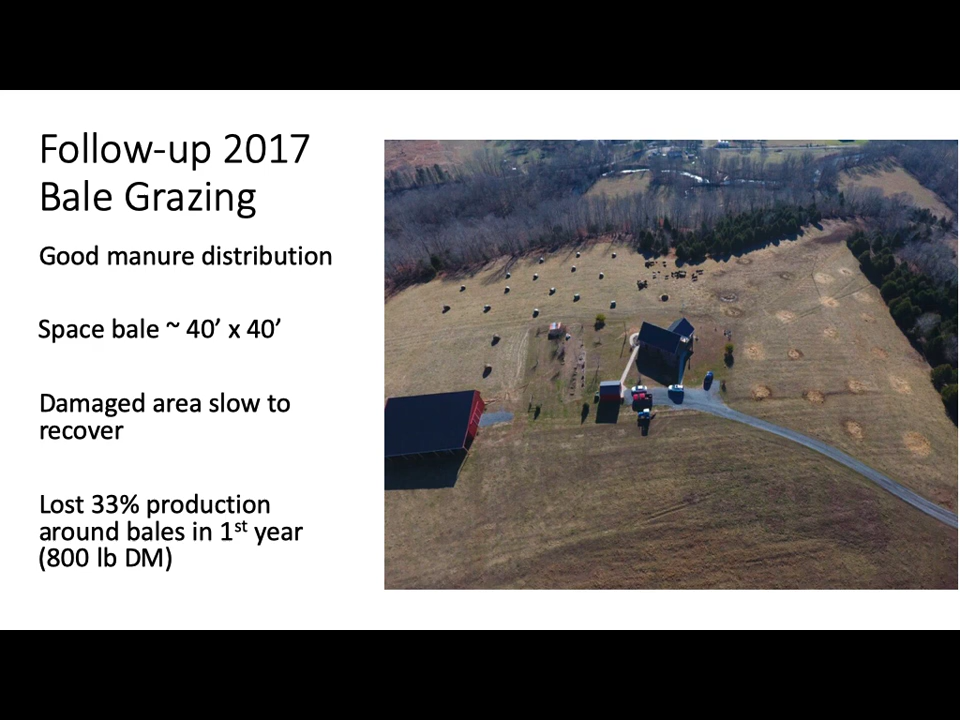 Follow-up 2017
Bale Grazing
Good manure distribution
Space bale ~ 40’ x 40’
Damaged area slow to
recover
Lost 33% production
around bales in 1st year
(800 lb DM)